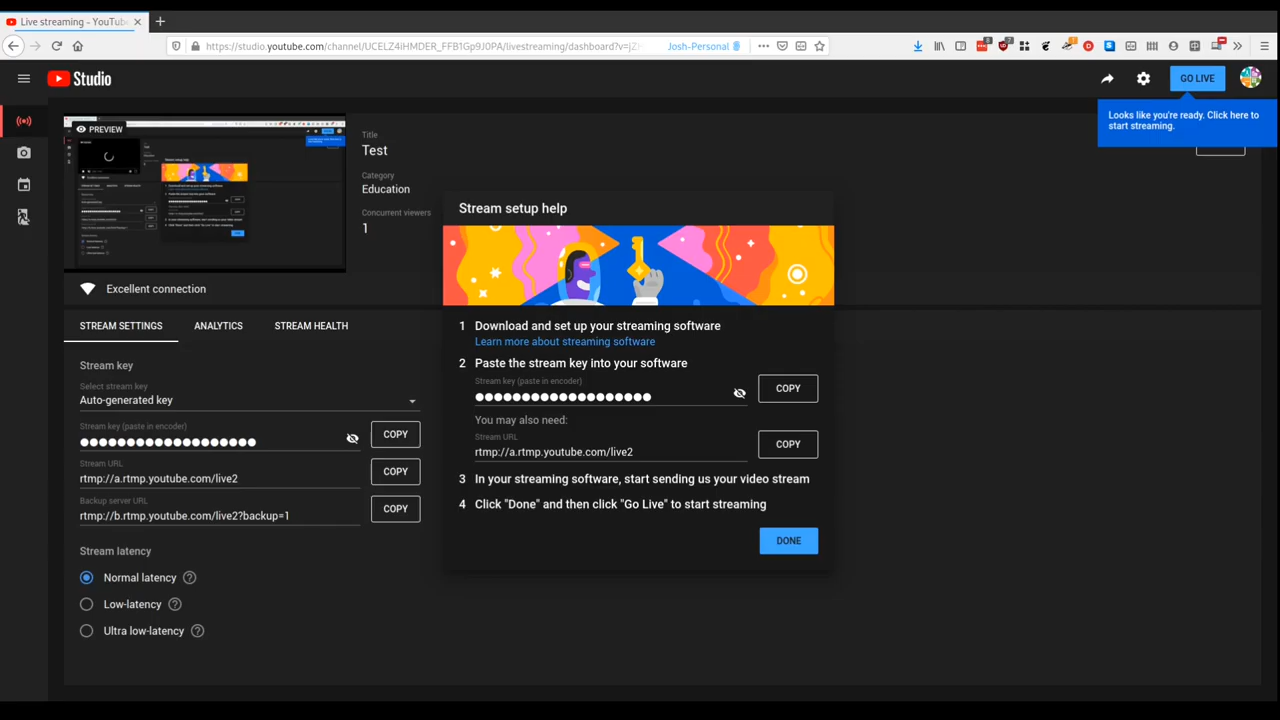 Live streaming - YouTube
https://studio.youtube.com/channel/UCELZ4iHMDER_FFB1Gp9J0PA/livestreaming/dashboard?v=jZ
Josh-Personal
Studio
GO LIVE
Looks like you're ready. Click here to
start streaming.
PREVIEW
Title
Test
Category
Education
Concurrent viewers
1
Excellent connection
STREAM SETTINGS
ANALYTICS
STREAM HEALTH
Stream key
Select stream key
Auto-generated key
Stream key (paste in encoder)
COPY
Stream URL
rtmp://a.rtmp.youtube.com/live2
COPY
Backup server URL
rtmp://b.rtmp.youtube.com/live2?backup=1
COPY
Stream latency
Normal latency
Low-latency
Ultra low-latency
Stream setup help
1 Download and set up your streaming software
Learn more about streaming software
2 Paste the stream key into your software
Stream key (paste in encoder)
COPY
You may also need:
Stream URL
rtmp://a.rtmp.youtube.com/live2
COPY
3 In your streaming software, start sending us your video stream
4 Click "Done" and then click "Go Live" to start streaming
DONE